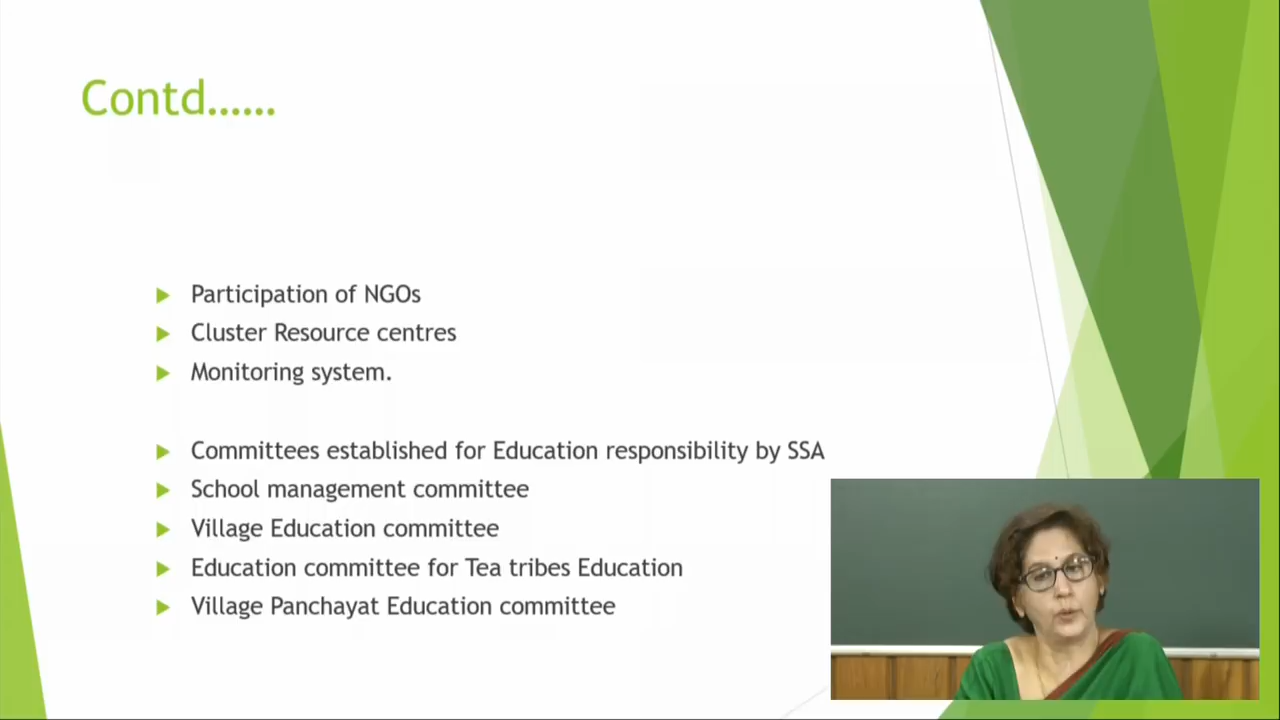 Contd......
Participation of NGOs
Cluster Resource centres
Monitoring system.
Committees established for Education responsibility by SSA
School management committee
Village Education committee
Education committee for Tea tribes Education
Village Panchayat Education committee